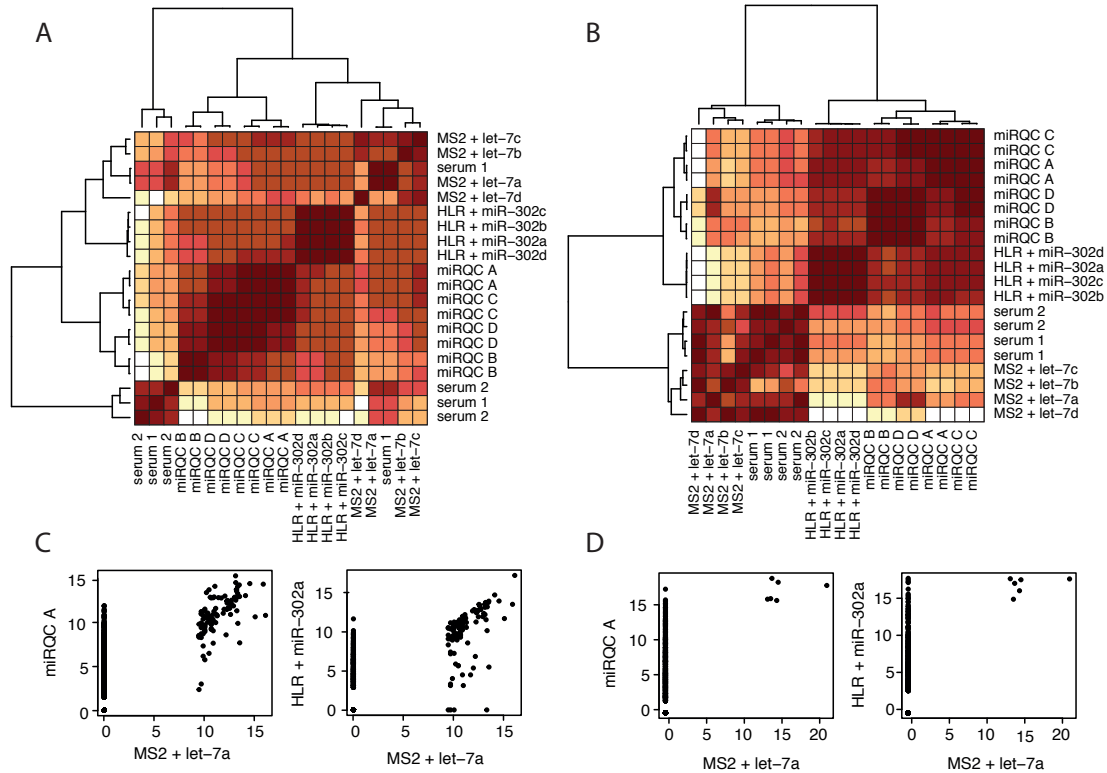 A
MS2 + let−7c
MS2 + let−7b
serum 1
MS2 + let−7a
MS2 + let−7d
HLR + miR−302c
HLR + miR−302b
HLR + miR−302a
HLR + miR−302d
miRQC A
miRQC A
miRQC C
miRQC C
miRQC D
miRQC D
miRQC B
miRQC B
serum 2
serum 1
serum 2
serum 2
serum 1
serum 2
miRQC B
miRQC B
miRQC D
miRQC D
miRQC C
miRQC C
miRQC A
miRQC A
HLR + miR−302d
HLR + miR−302a
HLR + miR−302b
HLR + miR−302c
MS2 + let−7d
MS2 + let−7a
serum 1
MS2 + let−7b
MS2 + let−7c
B
miRQC C
miRQC C
miRQC A
miRQC A
miRQC D
miRQC D
miRQC B
miRQC B
HLR + miR−302d
HLR + miR−302a
HLR + miR−302c
HLR + miR−302b
serum 2
serum 2
serum 1
serum 1
MS2 + let−7c
MS2 + let−7b
MS2 + let−7a
MS2 + let−7d
MS2 + let−7d
MS2 + let−7a
MS2 + let−7b
MS2 + let−7c
serum 1
serum 1
serum 2
serum 2
HLR + miR−302b
HLR + miR−302c
HLR + miR−302a
HLR + miR−302d
miRQC B
miRQC B
miRQC D
miRQC D
miRQC A
miRQC A
miRQC C
miRQC C
C
miRQC A
15
10
5
0
0 5 10 15
MS2 + let−7a
HLR + miR−302a
15
10
5
0
0 5 10 15
MS2 + let−7a
D
miRQC A
15
10
5
0
0 5 10 15 20
MS2 + let−7a
HLR + miR−302a
15
10
5
0
0 5 10 15 20
MS2 + let−7a